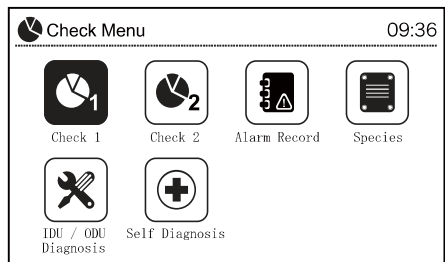 Check Menu 09:36
1 2
Check 1 Check 2 Alarm Record Species
IDU / ODU Self Diagnosis
Diagnosis